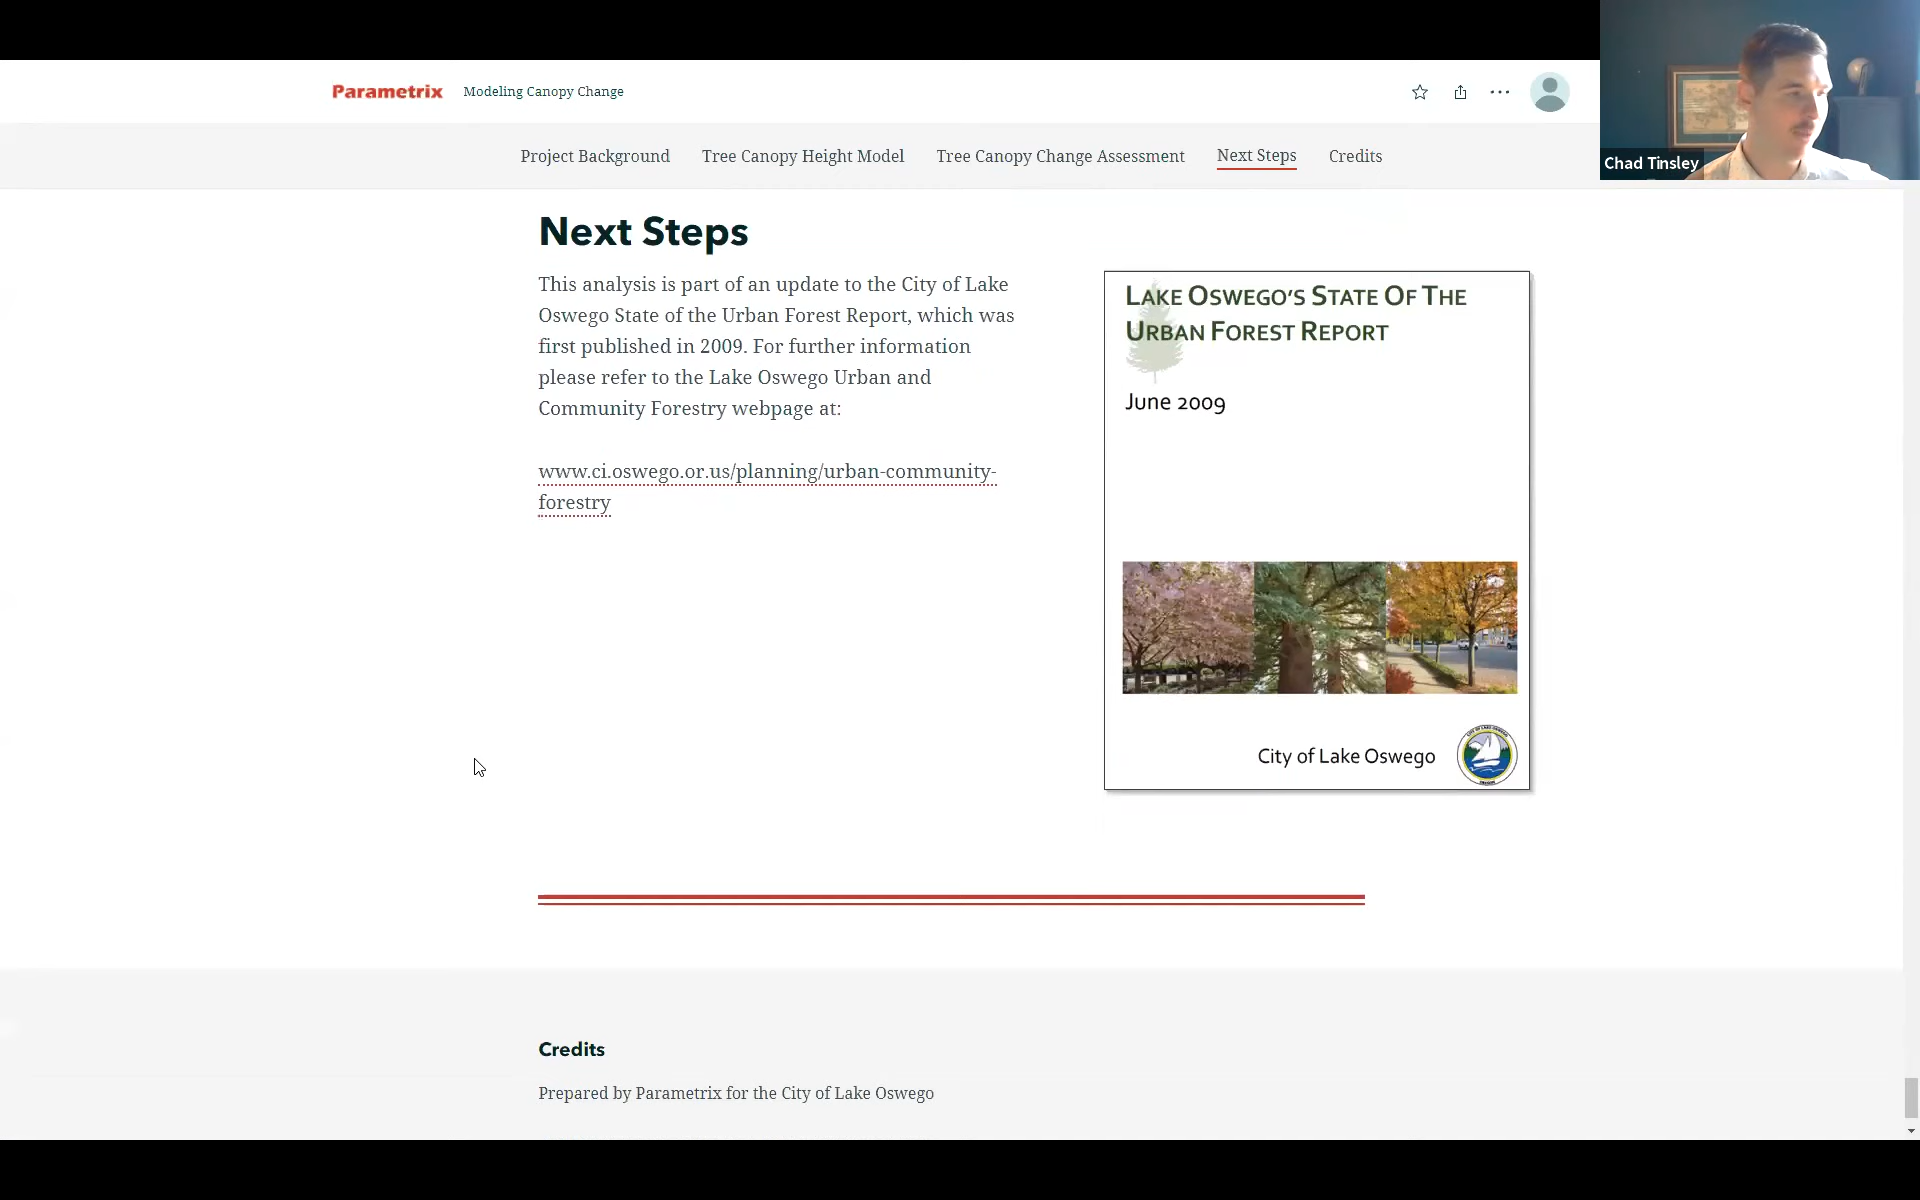 Parametrix Modeling Canopy Change
Chad Tinsley
Project Background Tree Canopy Height Model Tree Canopy Change Assessment Next Steps Credits
Next Steps
This analysis is part of an update to the City of Lake
Oswego State of the Urban Forest Report, which was
first published in 2009. For further information
please refer to the Lake Oswego Urban and
Community Forestry webpage at:
www.ci.oswego.or.us/planning/urban-community-
forestry
LAKE OSWEGO'S STATE OF THE
URBAN FOREST REPORT
June 2009
City of Lake Oswego
Credits
Prepared by Parametrix for the City of Lake Oswego